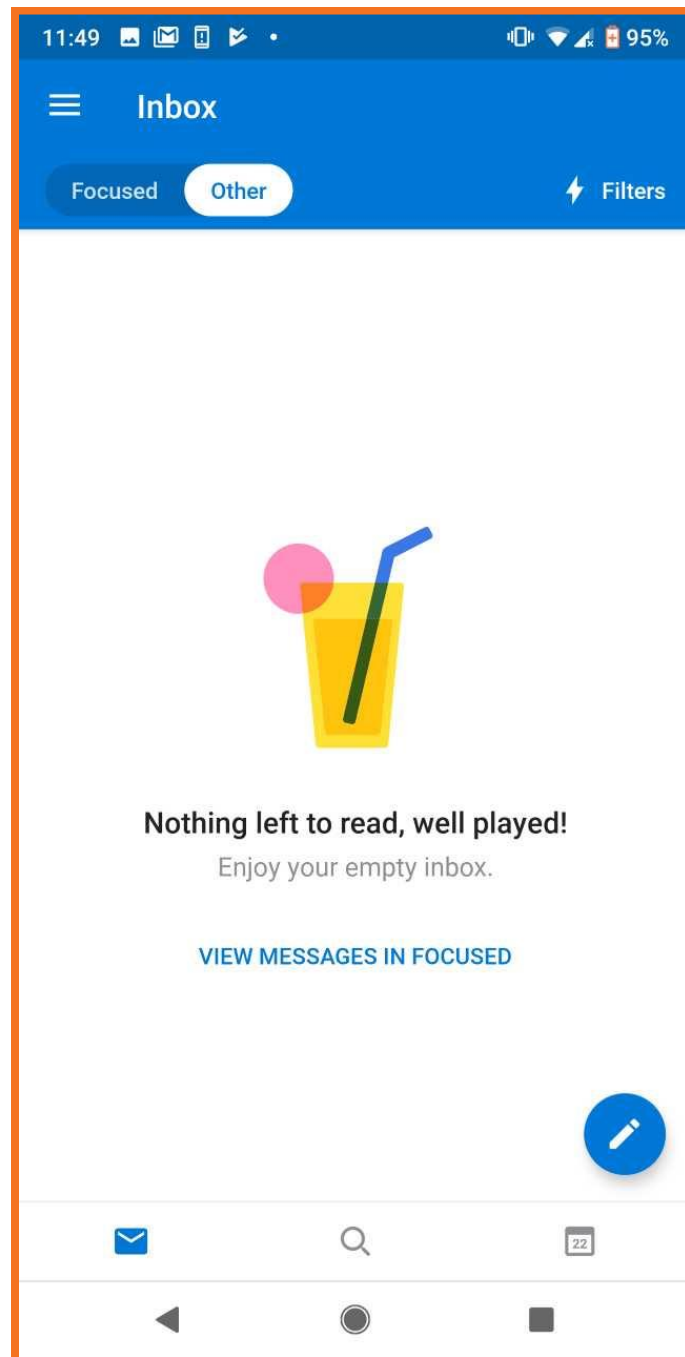 11:49 95%
Inbox
Focused Other Filters
Nothing left to read, well played!
Enjoy your empty inbox.
VIEW MESSAGES IN FOCUSED
22